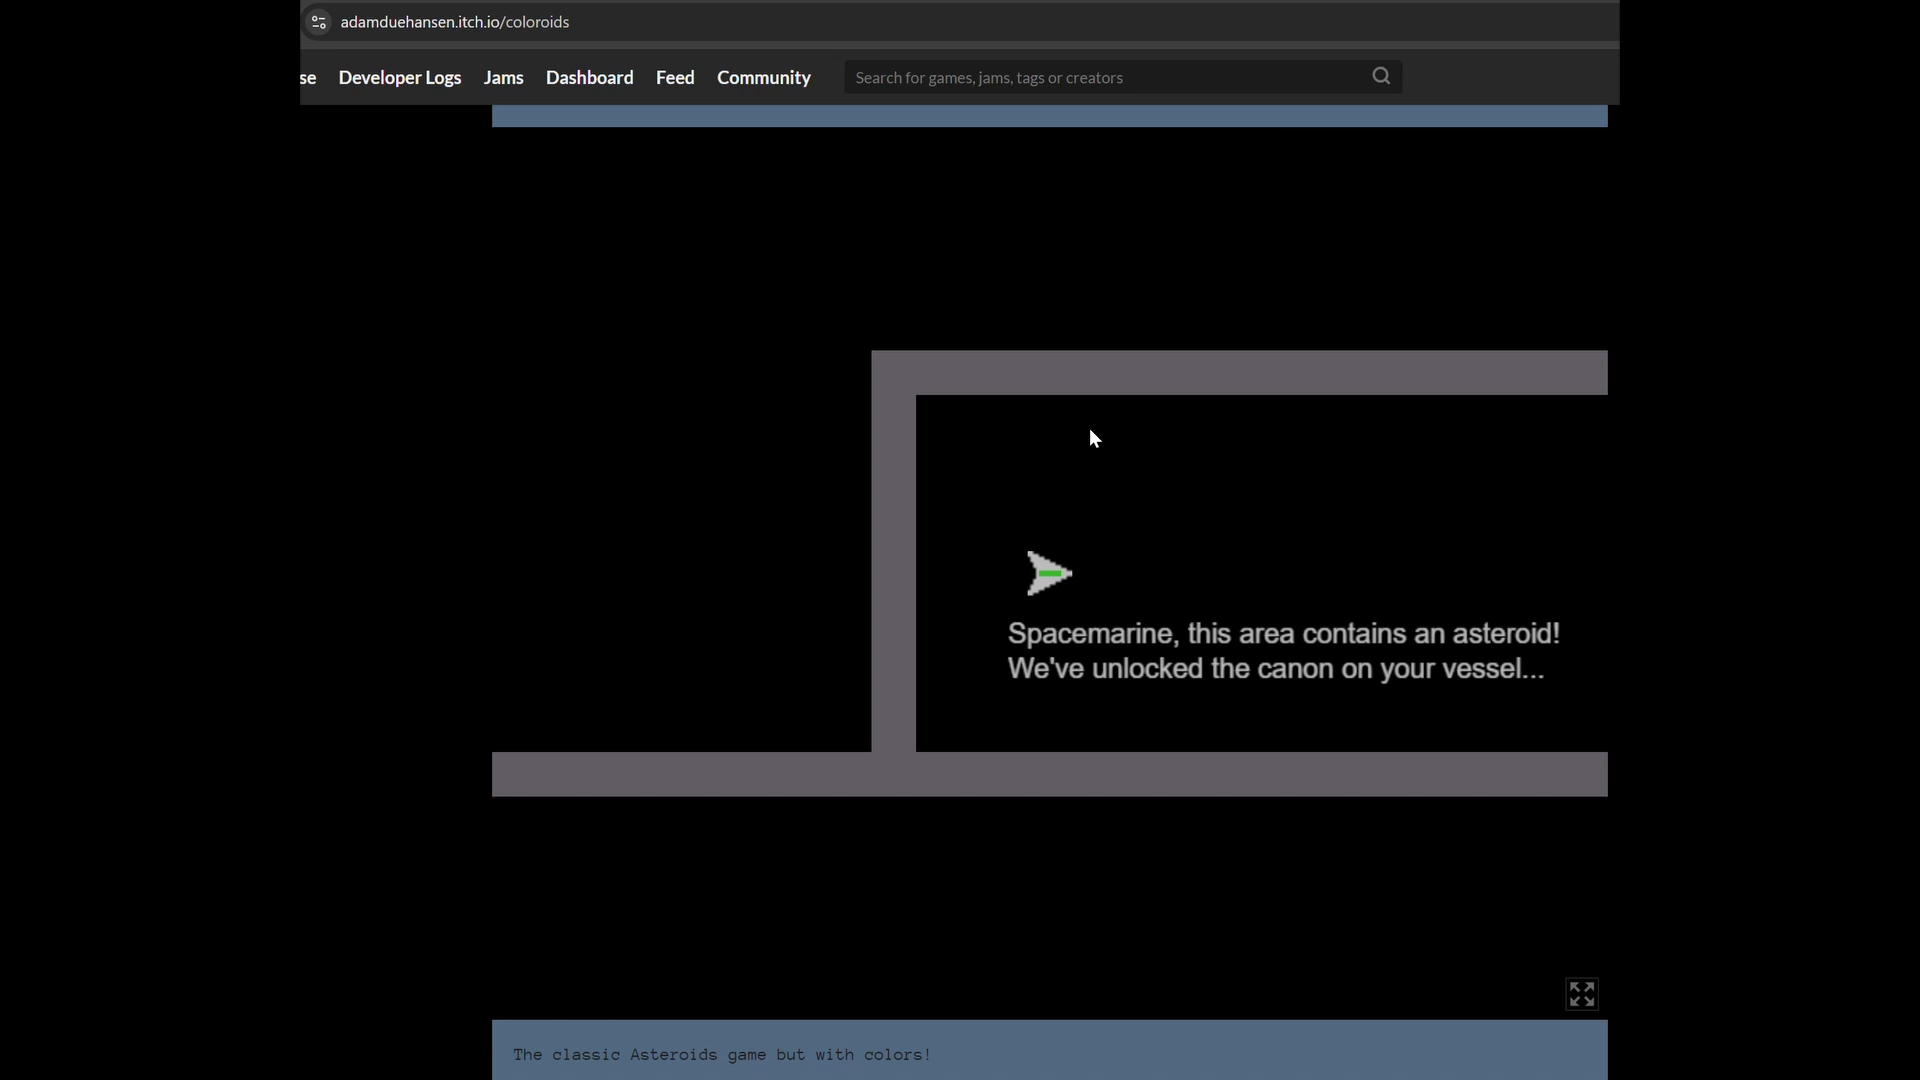 adamduehansen.itch.io/coloroids
se Developer Logs Jams Dashboard Feed Community Search for games, jams, tags or creators
Spacemarine, this area contains an asteroid!
We've unlocked the canon on your vessel...
The classic Asteroids game but with colors!